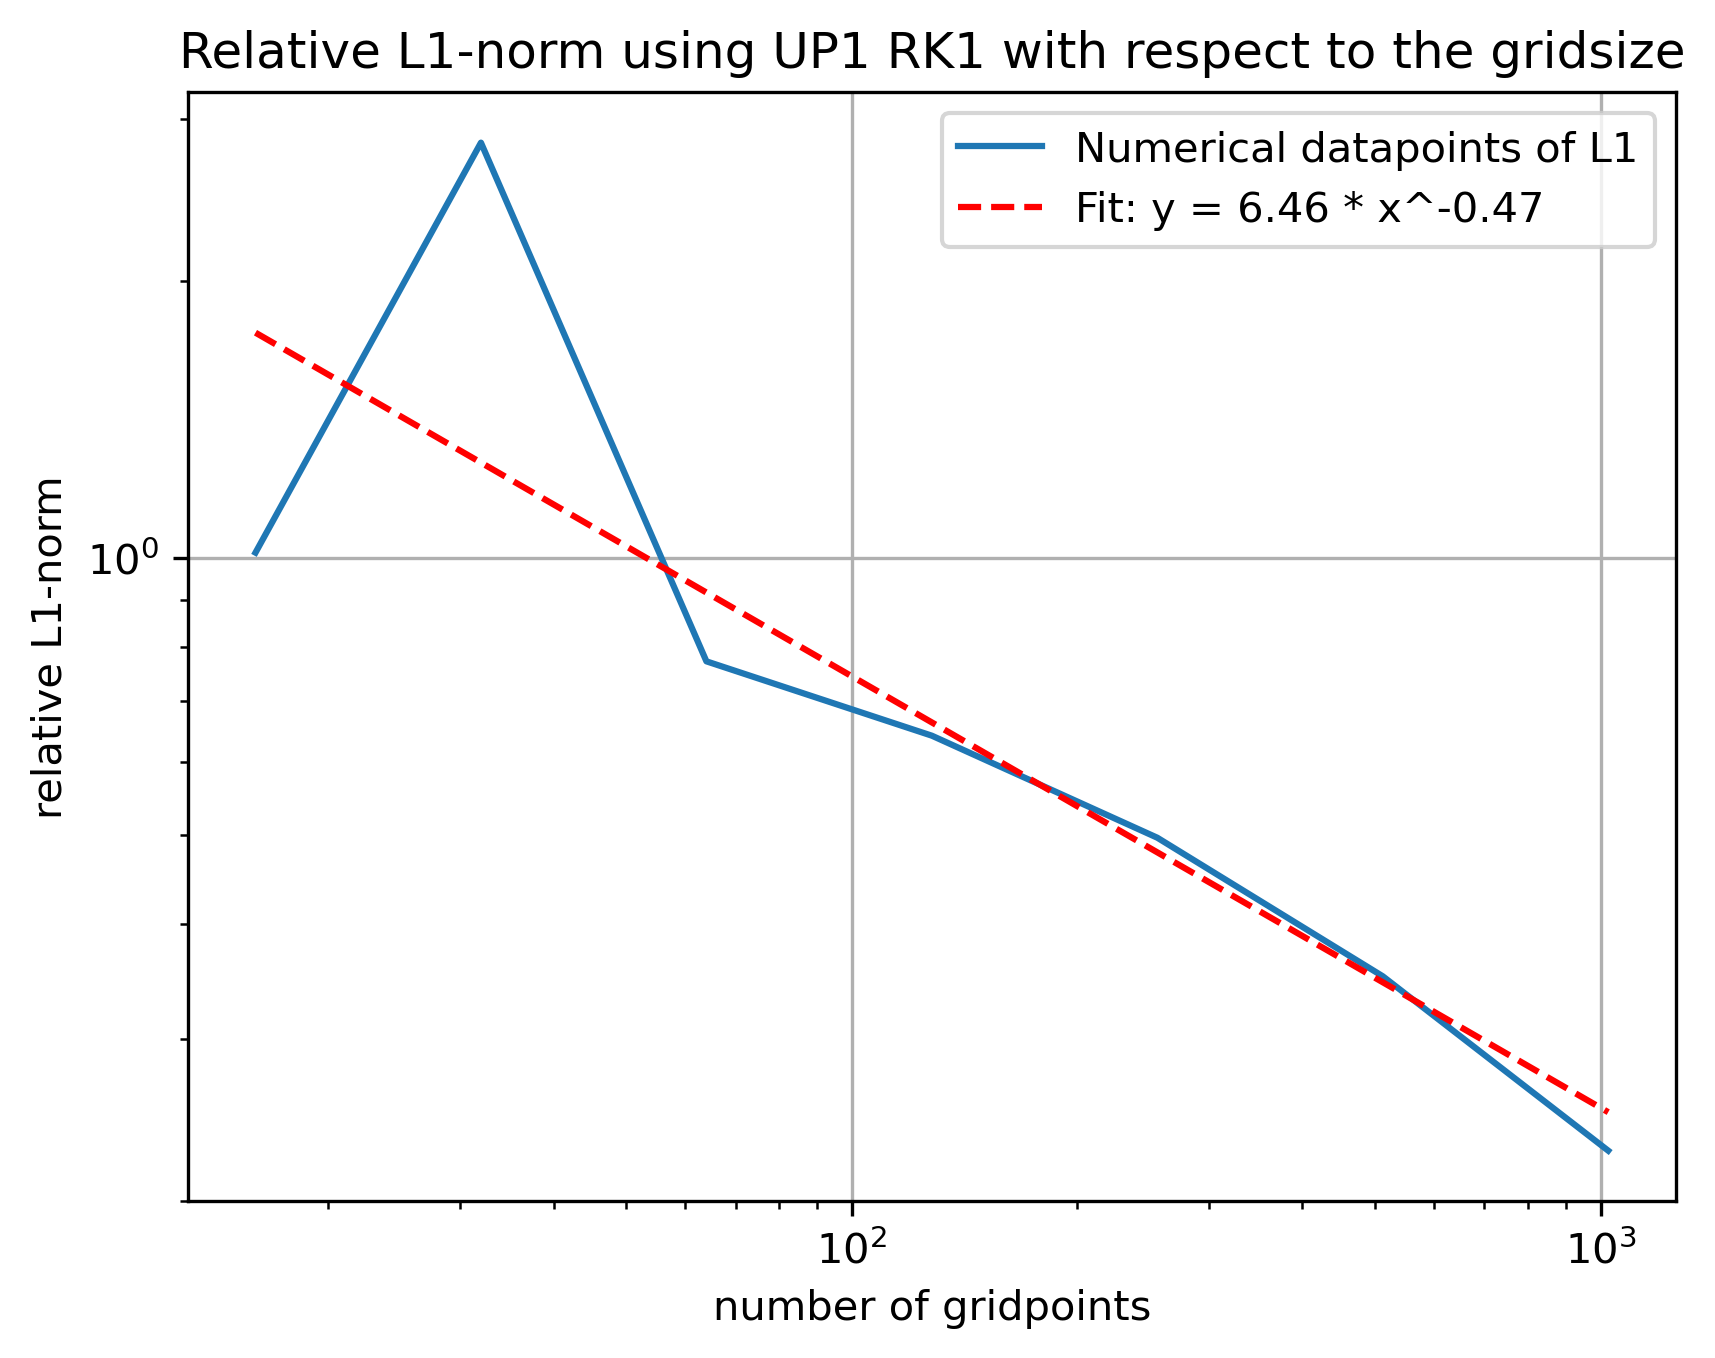 Relative L1-norm using UP1 RK1 with respect to the gridsize
Numerical datapoints of L1
Fit: y = 6.46 * x^-0.47
relative L1-norm
10⁰
10²
10³
number of gridpoints